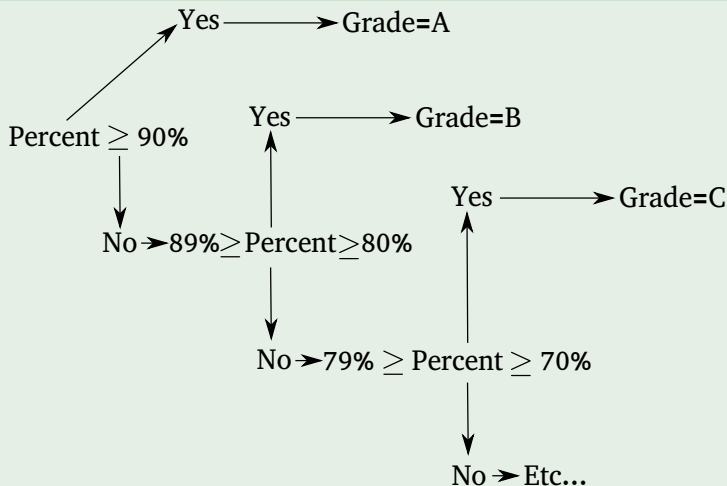 Yes Grade=A
Yes Grade=B
Percent ≥ 90%
Yes Grade=C
No 89%≥Percent≥80%
No 79% ≥ Percent ≥ 70%
No Etc...